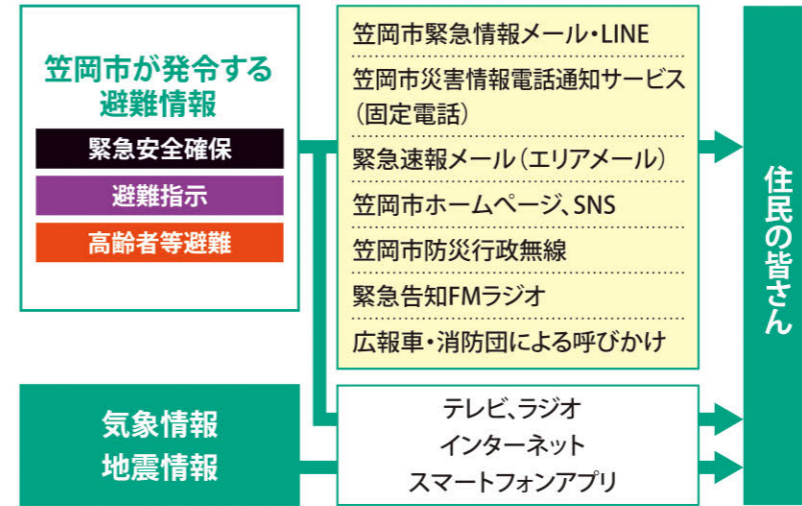 笠岡市が発令する
避難情報
緊急安全確保
避難指示
高齢者等避難
笠岡市緊急情報メール・LINE
笠岡市災害情報電話通知サービス
（固定電話）
緊急速報メール（エリアメール）
笠岡市ホームページ、SNS
笠岡市防災行政無線
緊急告知FMラジオ
広報車・消防団による呼びかけ
気象情報
地震情報
テレビ、ラジオ
インターネット
スマートフォンアプリ
住民の皆さん